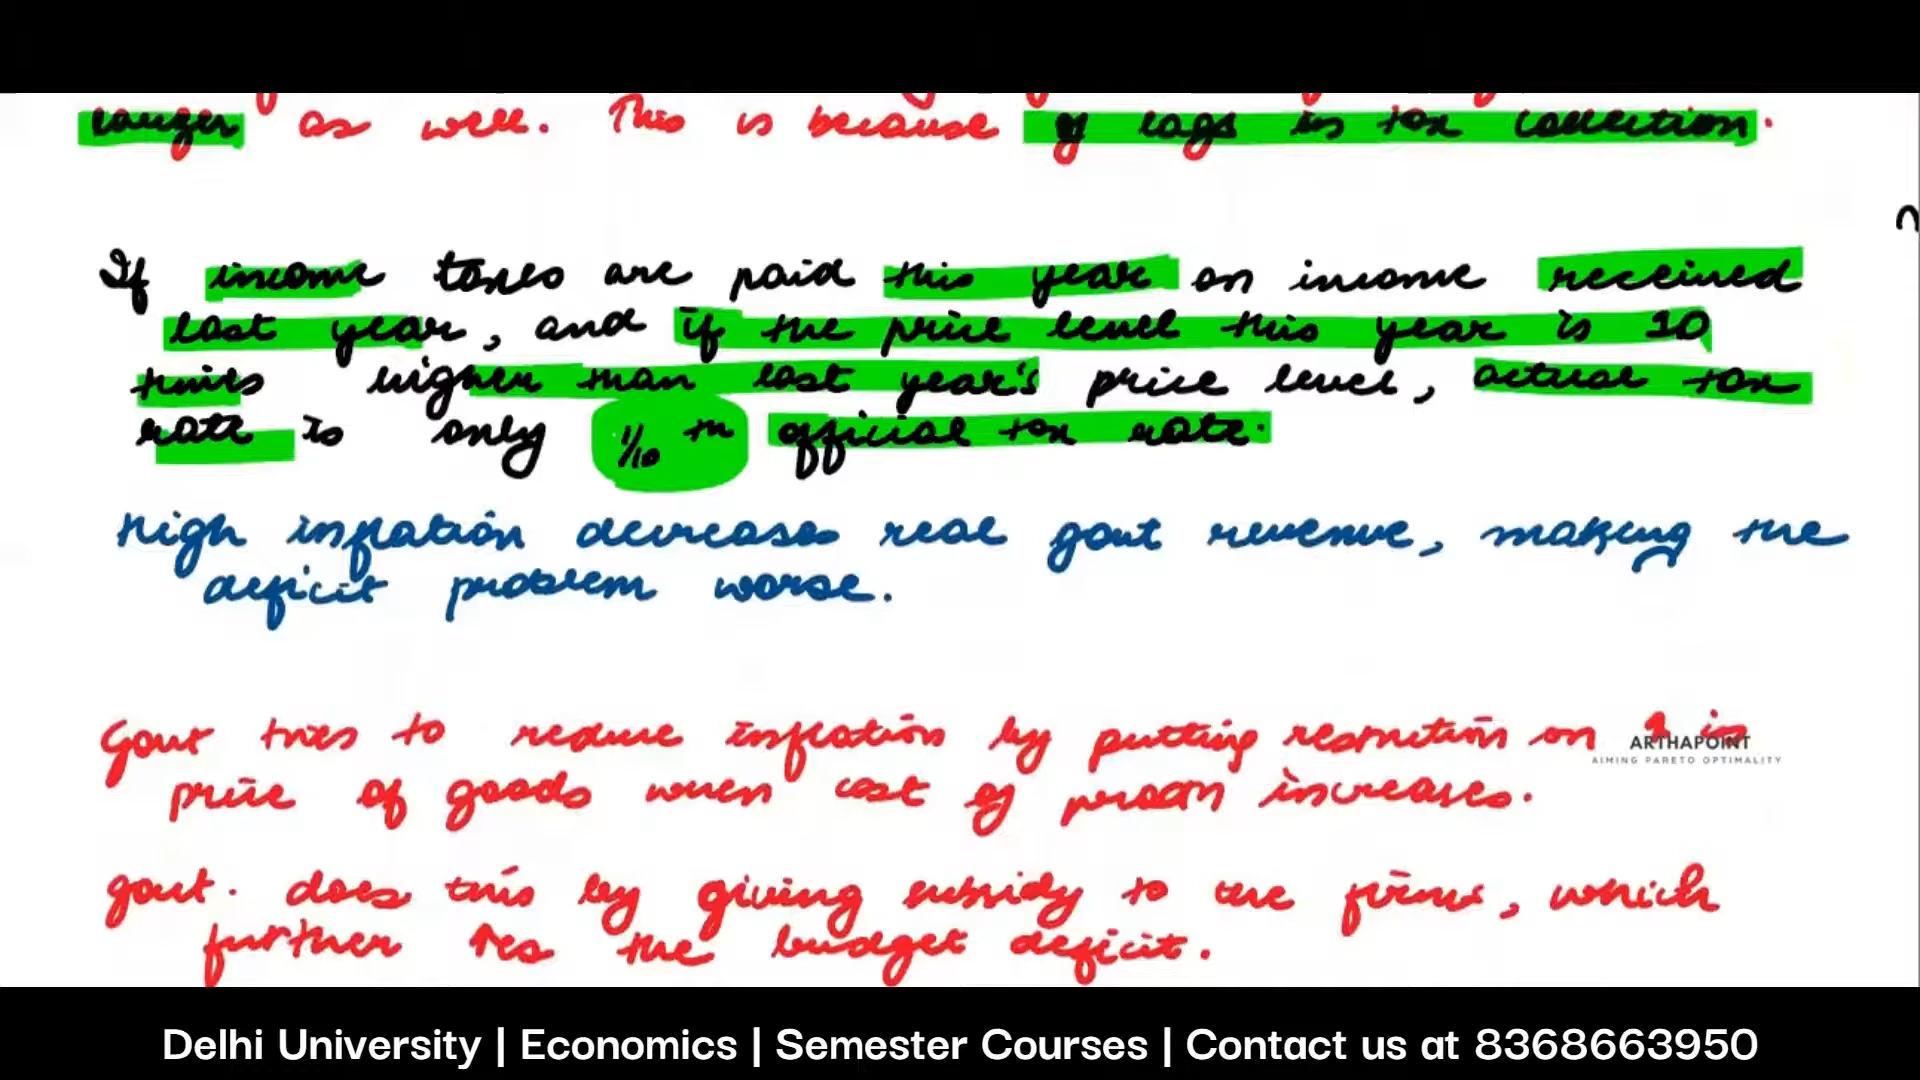 larger as well. This is because of lags in tax collection.
If income taxes are paid this year on income received
last year, and if the price level this year is 10
times higher than last year's price level, actual tax
rate is only 1/10 th official tax rate.
High inflation decreases real govt revenue, making the
deficit problem worse.
Govt tries to reduce inflation by putting restriction on ↑ in
ARTHAPOINT
AIMING PARETO OPTIMALITY
price of goods when cost of prodn increases.
govt. does this by giving subsidy to the firms, which
further ↑es the budget deficit.
Delhi University | Economics | Semester Courses | Contact us at 8368663950